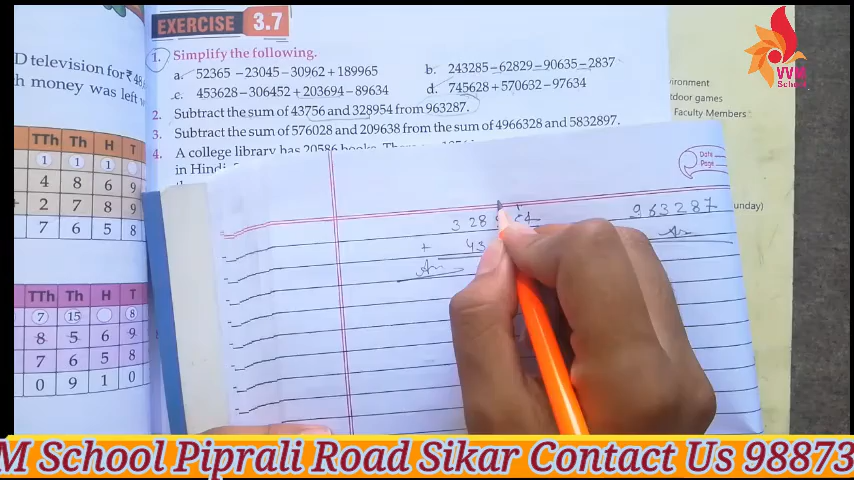 EXERCISE 3.7
1. Simplify the following.
a. 52365 - 23045 - 30962 + 189965
b. 243285 - 62829 - 90635 - 2837
c. 453628 - 306452 + 203694 - 89634
d. 745628 + 570632 - 97634
2. Subtract the sum of 43756 and 328954 from 963287.
3. Subtract the sum of 576028 and 209638 from the sum of 4966328 and 5832897.
4. A college library has 20586 books.
in Hindi,
D television for ₹48
h money was left
TTh Th H T
1 1 1
4 8 6 9
+ 2 7 8 9
7 6 5 8
TTh Th H T
7 15 8
8 5 6 9
7 6 5 8
0 9 1 0
vironment
tdoor games
Faculty Members
unday)
Date
Page
328
+ 43
An
963287
An
VVM
School
M School Piprali Road Sikar Contact Us 98873